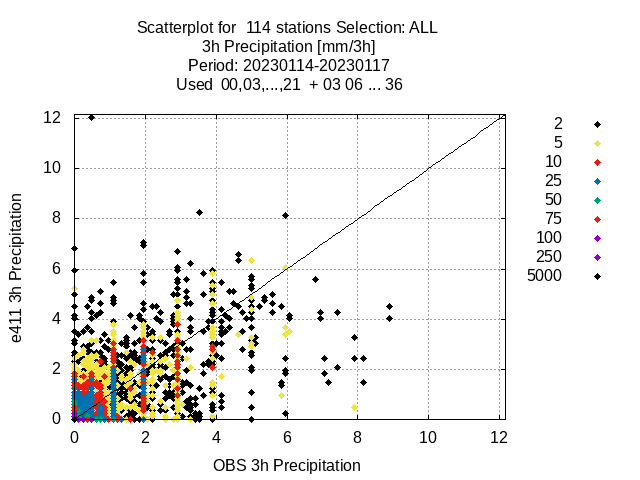 Scatterplot for  114 stations Selection: ALL
3h Precipitation [mm/3h]
Period: 20230114-20230117
Used  00,03,...,21  + 03 06 ... 36
12
10
8
6
4
2
0
e411 3h Precipitation
0 2 4 6 8 10 12
OBS 3h Precipitation
2
5
10
25
50
75
100
250
5000